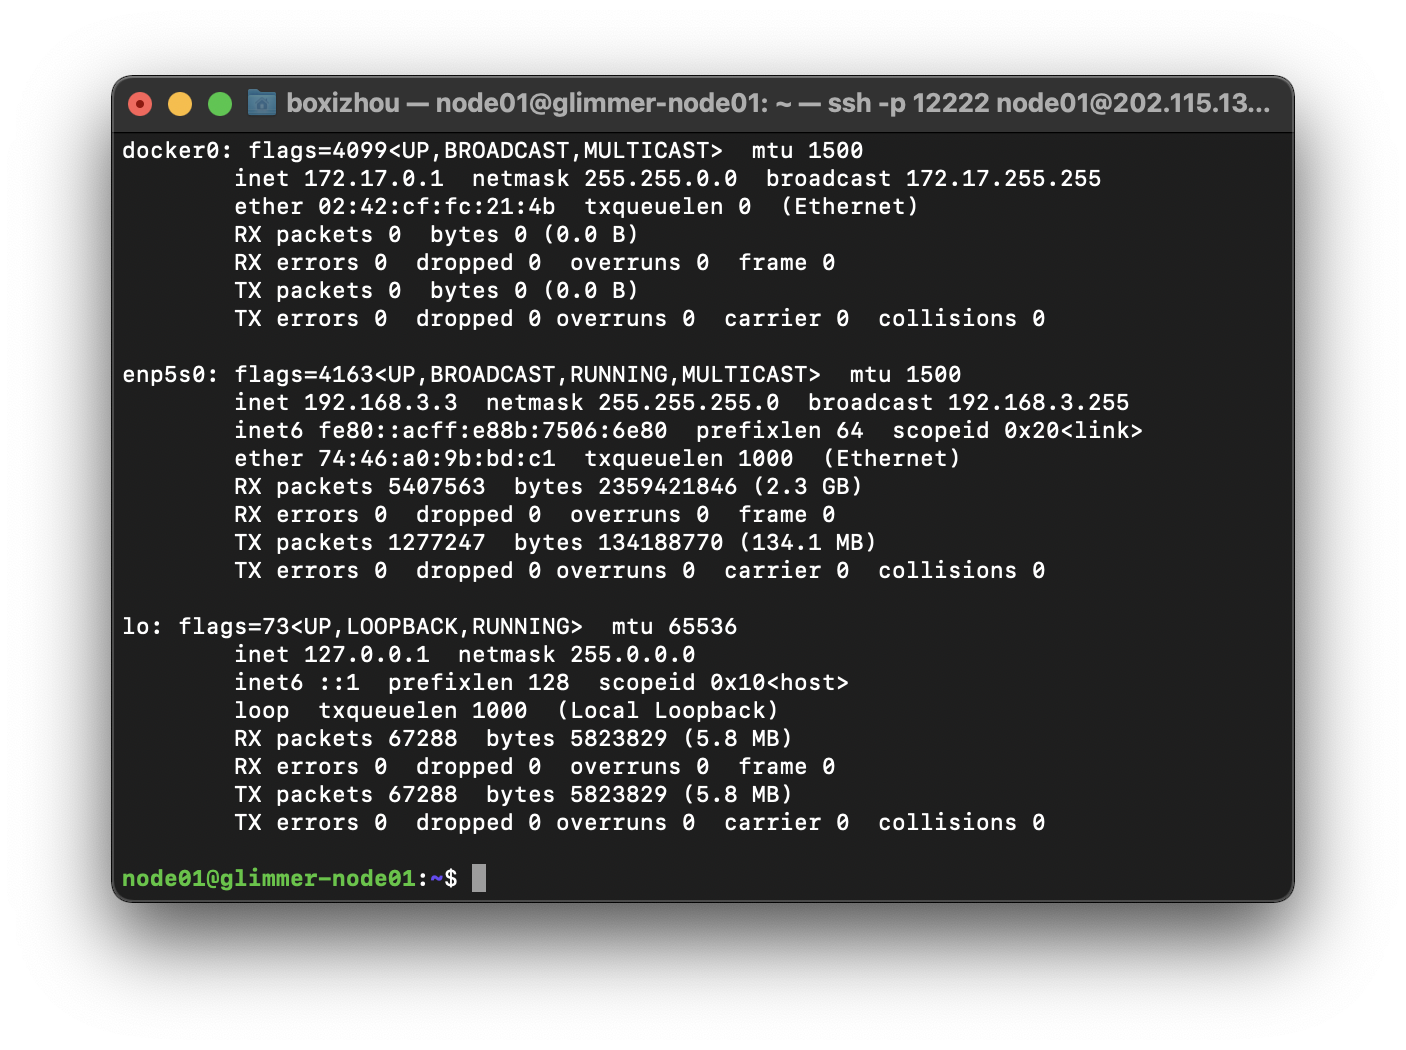 boxizhou — node01@glimmer-node01: ~ — ssh -p 12222 node01@202.115.13...
docker0: flags=4099<UP,BROADCAST,MULTICAST>  mtu 1500
        inet 172.17.0.1  netmask 255.255.0.0  broadcast 172.17.255.255
        ether 02:42:cf:fc:21:4b  txqueuelen 0  (Ethernet)
        RX packets 0  bytes 0 (0.0 B)
        RX errors 0  dropped 0  overruns 0  frame 0
        TX packets 0  bytes 0 (0.0 B)
        TX errors 0  dropped 0 overruns 0  carrier 0  collisions 0

enp5s0: flags=4163<UP,BROADCAST,RUNNING,MULTICAST>  mtu 1500
        inet 192.168.3.3  netmask 255.255.255.0  broadcast 192.168.3.255
        inet6 fe80::acff:e88b:7506:6e80  prefixlen 64  scopeid 0x20<link>
        ether 74:46:a0:9b:bd:c1  txqueuelen 1000  (Ethernet)
        RX packets 5407563  bytes 2359421846 (2.3 GB)
        RX errors 0  dropped 0  overruns 0  frame 0
        TX packets 1277247  bytes 134188770 (134.1 MB)
        TX errors 0  dropped 0 overruns 0  carrier 0  collisions 0

lo: flags=73<UP,LOOPBACK,RUNNING>  mtu 65536
        inet 127.0.0.1  netmask 255.0.0.0
        inet6 ::1  prefixlen 128  scopeid 0x10<host>
        loop  txqueuelen 1000  (Local Loopback)
        RX packets 67288  bytes 5823829 (5.8 MB)
        RX errors 0  dropped 0  overruns 0  frame 0
        TX packets 67288  bytes 5823829 (5.8 MB)
        TX errors 0  dropped 0 overruns 0  carrier 0  collisions 0

node01@glimmer-node01:~$